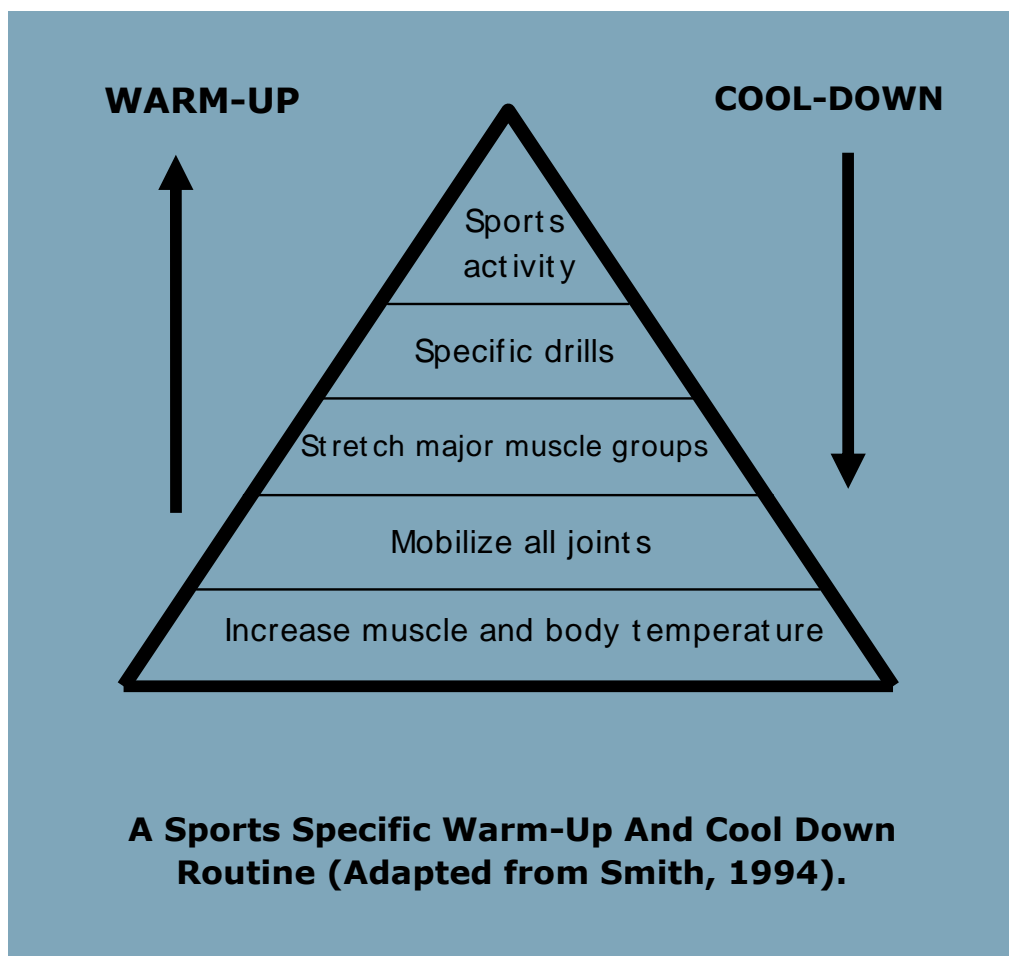 WARM-UP
COOL-DOWN
Sports
activity
Specific drills
Stretch major muscle groups
Mobilize all joints
Increase muscle and body temperature
A Sports Specific Warm-Up And Cool Down
Routine (Adapted from Smith, 1994).